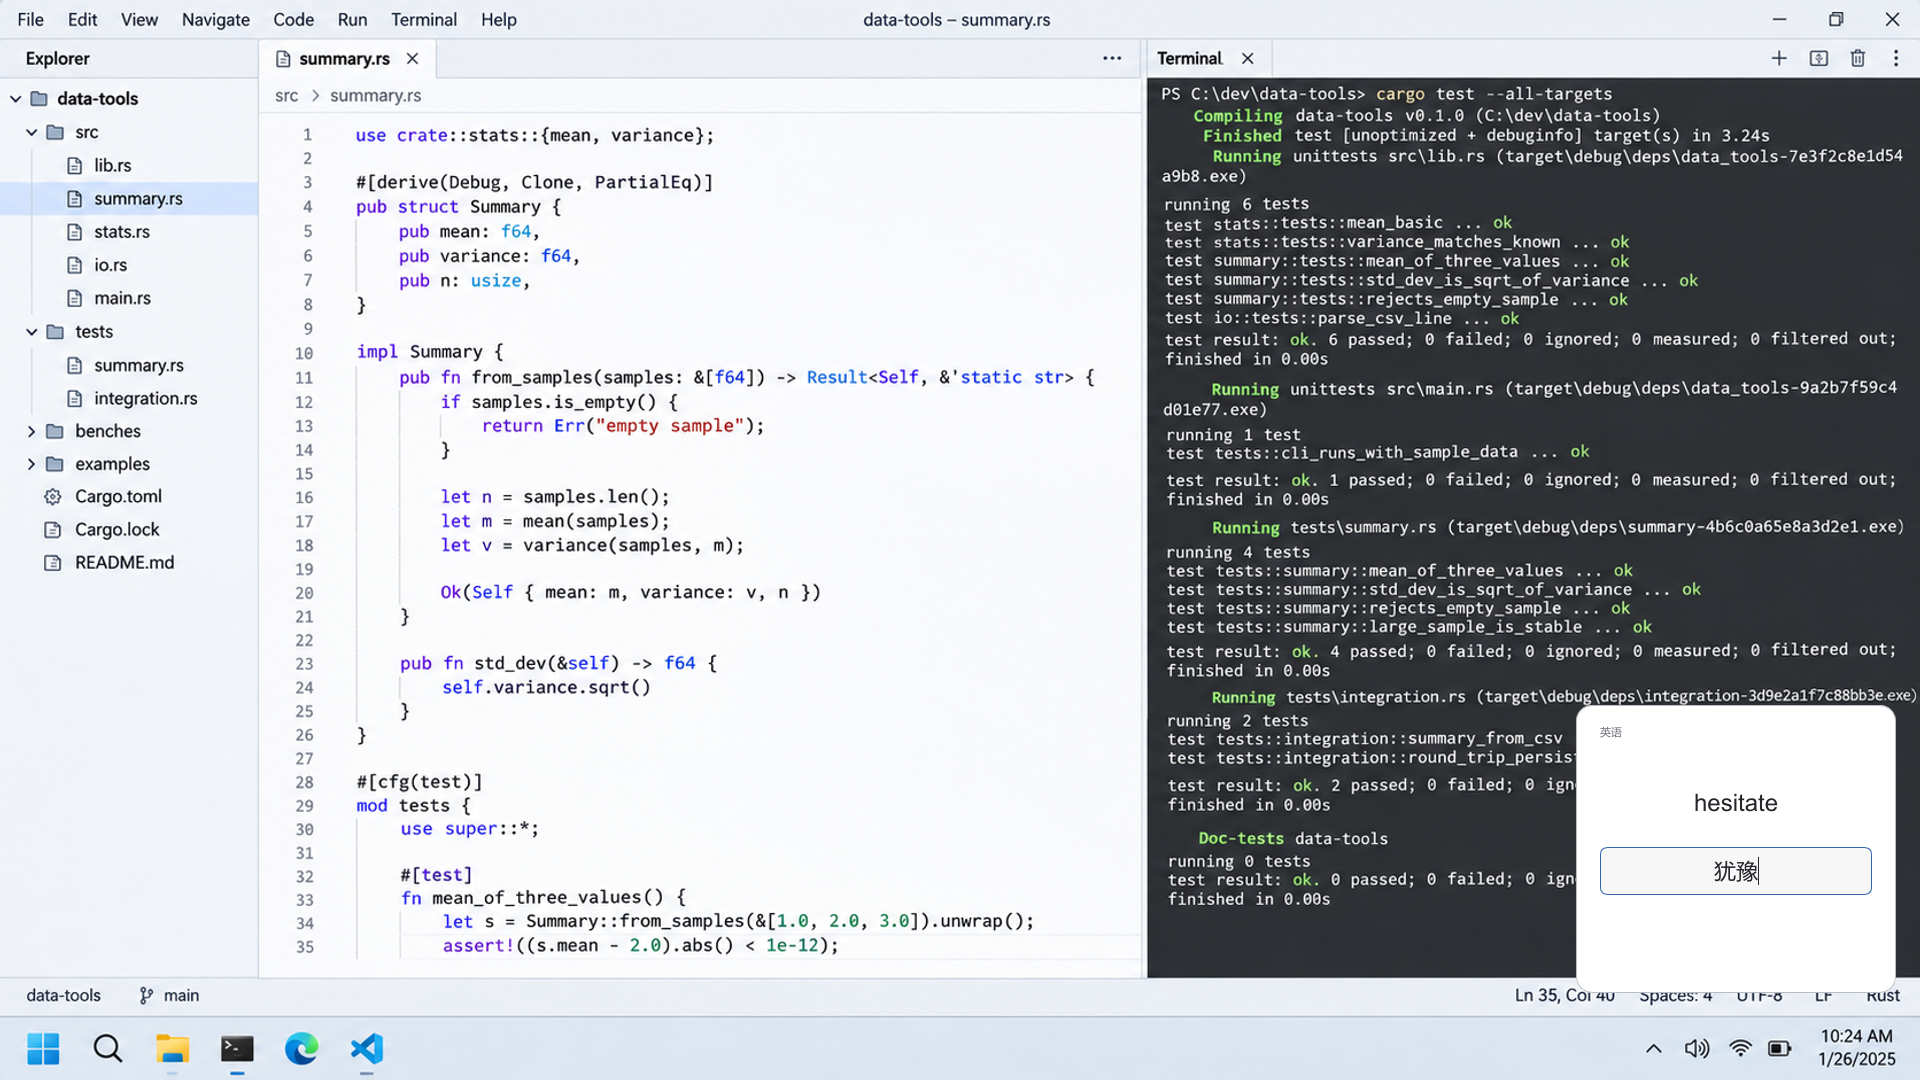 File Edit View Navigate Code Run Terminal Help
data-tools – summary.rs
Explorer
data-tools
src
lib.rs
summary.rs
stats.rs
io.rs
main.rs
tests
summary.rs
integration.rs
benches
examples
Cargo.toml
Cargo.lock
README.md
summary.rs
src > summary.rs
1 use crate::stats::{mean, variance};
2
3 #[derive(Debug, Clone, PartialEq)]
4 pub struct Summary {
5 pub mean: f64,
6 pub variance: f64,
7 pub n: usize,
8 }
9
10 impl Summary {
11 pub fn from_samples(samples: &[f64]) -> Result<Self, &'static str> {
12 if samples.is_empty() {
13 return Err("empty sample");
14 }
15
16 let n = samples.len();
17 let m = mean(samples);
18 let v = variance(samples, m);
19
20 Ok(Self { mean: m, variance: v, n })
21 }
22
23 pub fn std_dev(&self) -> f64 {
24 self.variance.sqrt()
25 }
26 }
27
28 #[cfg(test)]
29 mod tests {
30 use super::*;
31
32 #[test]
33 fn mean_of_three_values() {
34 let s = Summary::from_samples(&[1.0, 2.0, 3.0]).unwrap();
35 assert!((s.mean - 2.0).abs() < 1e-12);
Terminal
PS C:\dev\data-tools> cargo test --all-targets
Compiling data-tools v0.1.0 (C:\dev\data-tools)
Finished test [unoptimized + debuginfo] target(s) in 3.24s
Running unittests src\lib.rs (target\debug\deps\data_tools-7e3f2c8e1d54
a9b8.exe)
running 6 tests
test stats::tests::mean_basic ... ok
test stats::tests::variance_matches_known ... ok
test summary::tests::mean_of_three_values ... ok
test summary::tests::std_dev_is_sqrt_of_variance ... ok
test summary::tests::rejects_empty_sample ... ok
test io::tests::parse_csv_line ... ok
test result: ok. 6 passed; 0 failed; 0 ignored; 0 measured; 0 filtered out;
finished in 0.00s
Running unittests src\main.rs (target\debug\deps\data_tools-9a2b7f59c4
d01e77.exe)
running 1 test
test tests::cli_runs_with_sample_data ... ok
test result: ok. 1 passed; 0 failed; 0 ignored; 0 measured; 0 filtered out;
finished in 0.00s
Running tests\summary.rs (target\debug\deps\summary-4b6c0a65e8a3d2e1.exe)
running 4 tests
test tests::summary::mean_of_three_values ... ok
test tests::summary::std_dev_is_sqrt_of_variance ... ok
test tests::summary::rejects_empty_sample ... ok
test tests::summary::large_sample_is_stable ... ok
test result: ok. 4 passed; 0 failed; 0 ignored; 0 measured; 0 filtered out;
finished in 0.00s
Running tests\integration.rs (target\debug\deps\integration-3d9e2a1f7c88bb3e.exe)
running 2 tests
test tests::integration::summary_from_csv
test tests::integration::round_trip_persist
test result: ok. 2 passed; 0 failed; 0 ign
finished in 0.00s
Doc-tests data-tools
running 0 tests
test result: ok. 0 passed; 0 failed; 0 ign
finished in 0.00s
英语
hesitate
犹豫
data-tools main
Ln 35, Col 40 Spaces: 4 UTF-8 LF Rust
10:24 AM
1/26/2025